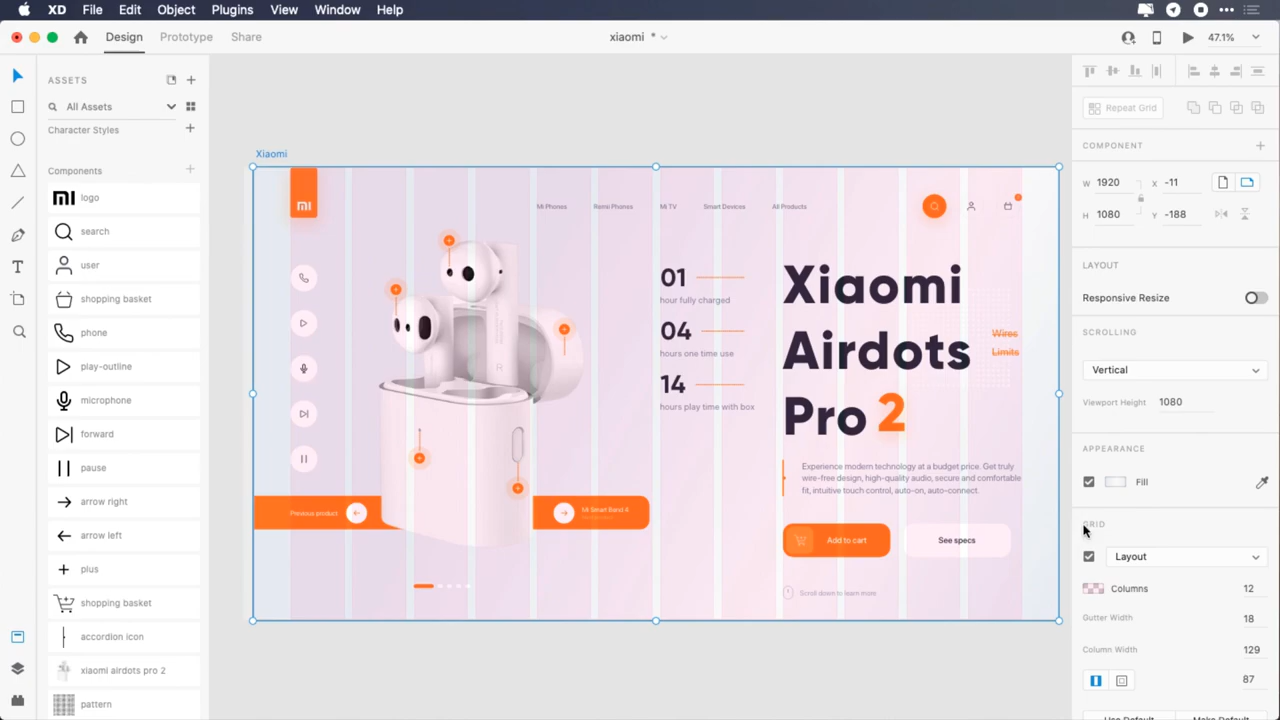 XD File Edit Object Plugins View Window Help
Design Prototype Share
xiaomi *
47.1%
ASSETS
All Assets
Character Styles
Components
logo
search
user
shopping basket
phone
play-outline
microphone
forward
pause
arrow right
arrow left
plus
shopping basket
accordion icon
xiaomi airdots pro 2
pattern
Xiaomi
mi
Mi Phones Remi Phones Mi TV Smart Devices All Products
01
hour fully charged
04
hours one time use
14
hours play time with box
Xiaomi
Airdots
Pro 2
Wires
Limits
Experience modern technology at a budget price. Get truly
wire-free design, high-quality audio, secure and comfortable
fit, intuitive touch control, auto-on, auto-connect.
Previous product
Mi Smart Band 4
Add to cart
See specs
Scroll down to learn more
Repeat Grid
COMPONENT
W 1920 X -11
H 1080 Y -188
LAYOUT
Responsive Resize
SCROLLING
Vertical
Viewport Height 1080
APPEARANCE
Fill
GRID
Layout
Columns 12
Gutter Width 18
Column Width 129
87
Use Default Make Default